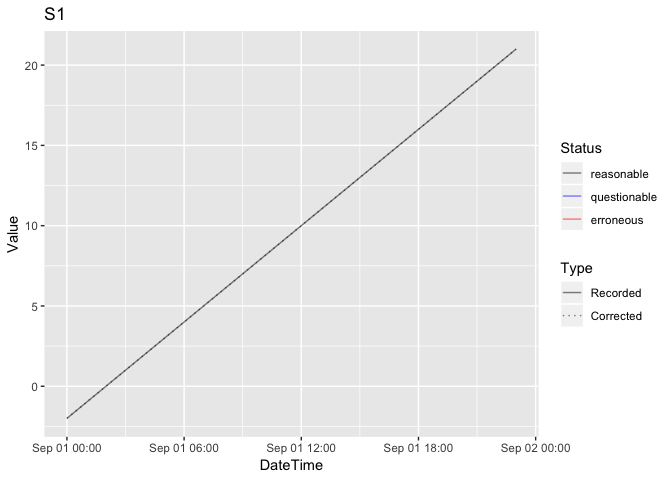 S1
20
15
10
5
0
Value
Sep 01 00:00 Sep 01 06:00 Sep 01 12:00 Sep 01 18:00 Sep 02 00:00
DateTime
Status
reasonable
questionable
erroneous
Type
Recorded
Corrected